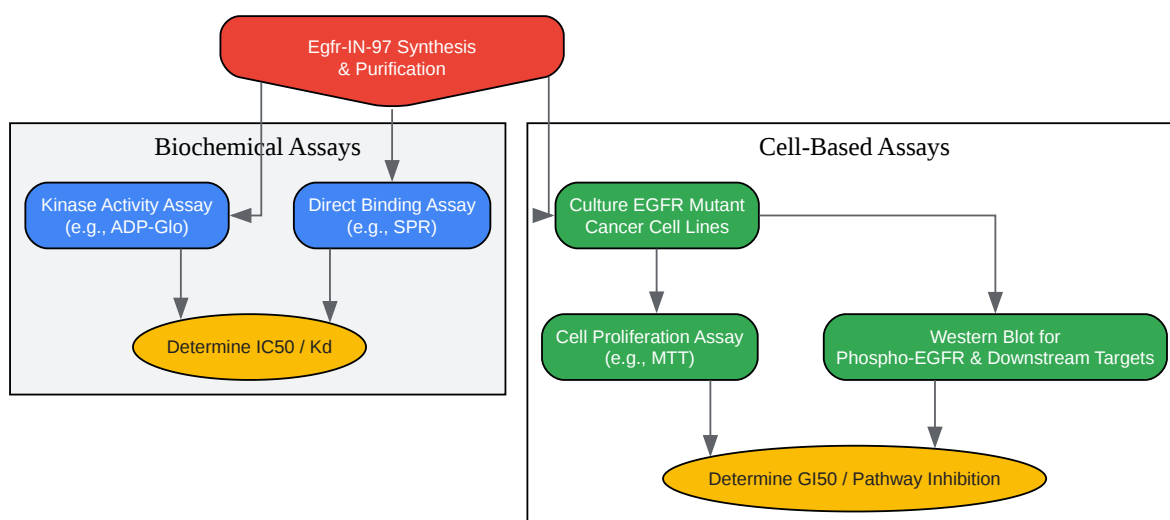 Egfr-IN-97 Synthesis
& Purification
Biochemical Assays
Kinase Activity Assay
(e.g., ADP-Glo)
Direct Binding Assay
(e.g., SPR)
Determine IC50 / Kd
Cell-Based Assays
Culture EGFR Mutant
Cancer Cell Lines
Cell Proliferation Assay
(e.g., MTT)
Western Blot for
Phospho-EGFR & Downstream Targets
Determine GI50 / Pathway Inhibition